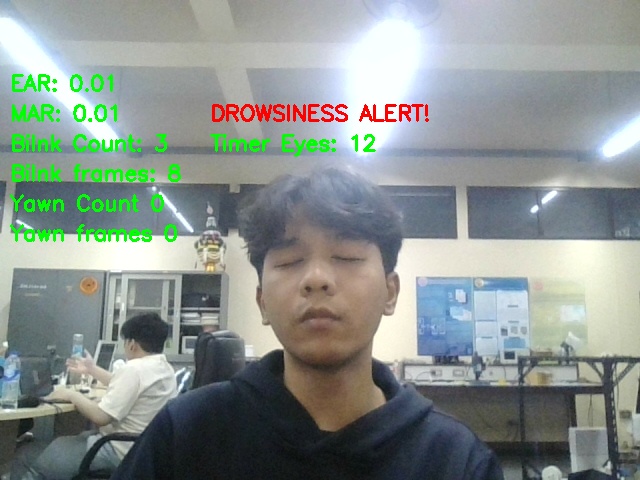 EAR: 0.01
MAR: 0.01 DROWSINESS ALERT!
Blink Count: 3 Timer Eyes: 12
Blink frames: 8
Yawn Count 0
Yawn frames 0